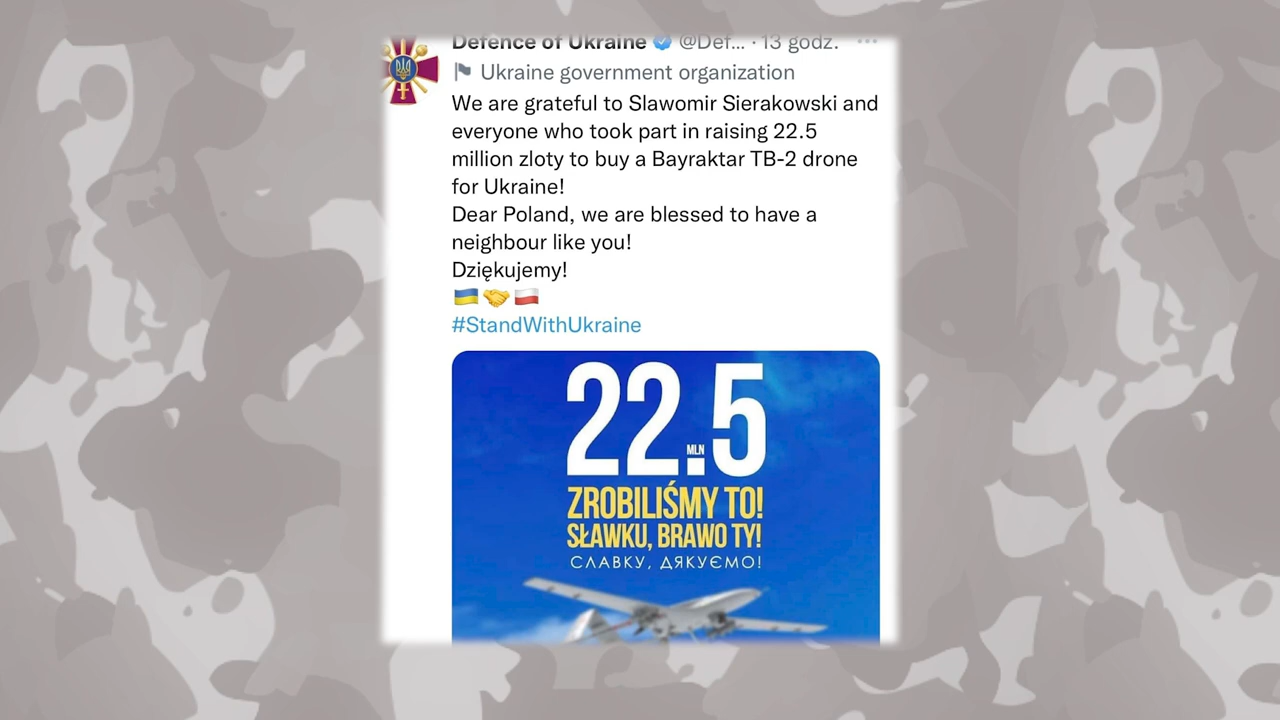 Defence of Ukraine @Def... · 13 godz. ...
Ukraine government organization
We are grateful to Slawomir Sierakowski and
everyone who took part in raising 22.5
million zloty to buy a Bayraktar TB-2 drone
for Ukraine!
Dear Poland, we are blessed to have a
neighbour like you!
Dziękujemy!
🇺🇦🤝🇵🇱
#StandWithUkraine
22.5
MLN
ZROBILIŚMY TO!
SŁAWKU, BRAWO TY!
СЛАВКУ, ДЯКУЄМО!